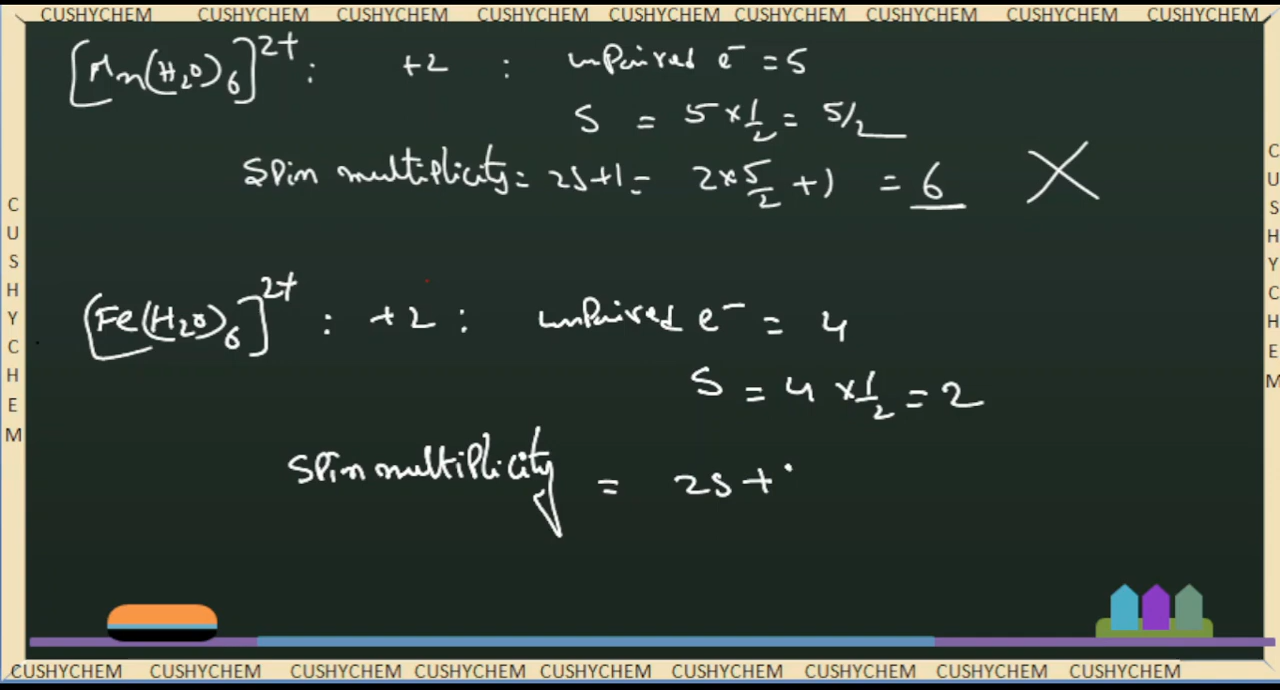 CUSHYCHEM CUSHYCHEM CUSHYCHEM CUSHYCHEM CUSHYCHEM CUSHYCHEM CUSHYCHEM CUSHYCHEM CUSHYCHEM
[Mn(H2O)6]2+ : +2 : unpaired e− = 5
S = 5 × 1/2 = 5/2
Spin multiplicity = 2s+1 = 2×5/2 + 1 = 6 ×
[Fe(H2O)6]2+ : +2 : unpaired e− = 4
S = 4 × 1/2 = 2
Spin multiplicity = 2s +
CUSHYCHEM
CUSHYCHEM
CUSHYCHEM CUSHYCHEM CUSHYCHEM CUSHYCHEM CUSHYCHEM CUSHYCHEM CUSHYCHEM CUSHYCHEM CUSHYCHEM